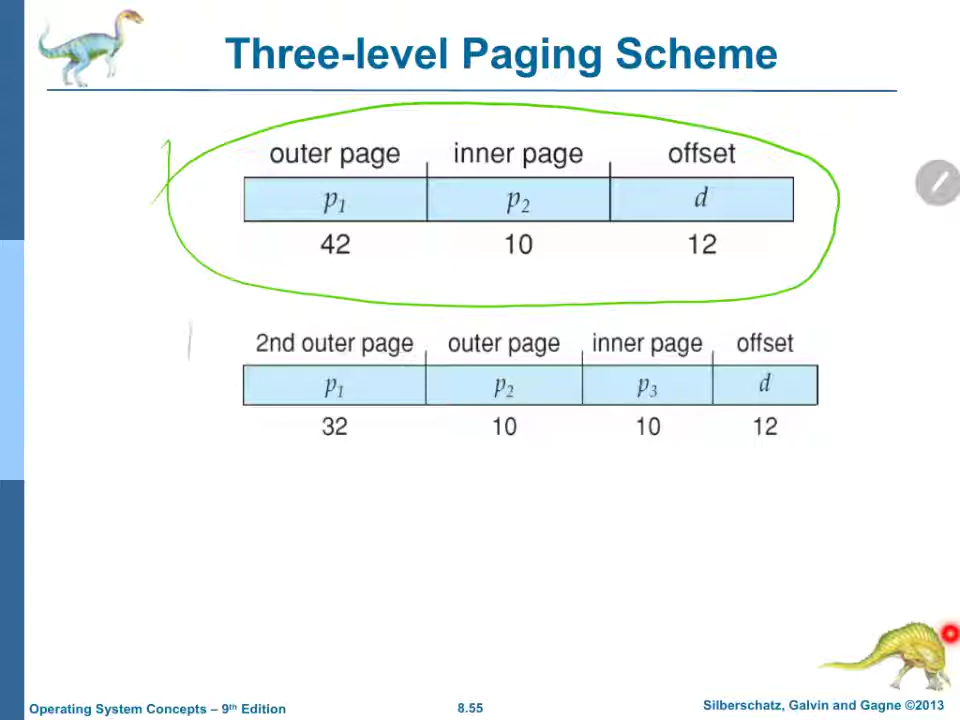 Three-level Paging Scheme
outer page inner page offset
p1 p2 d
42 10 12
2nd outer page outer page inner page offset
p1 p2 p3 d
32 10 10 12
Operating System Concepts – 9th Edition 8.55 Silberschatz, Galvin and Gagne ©2013